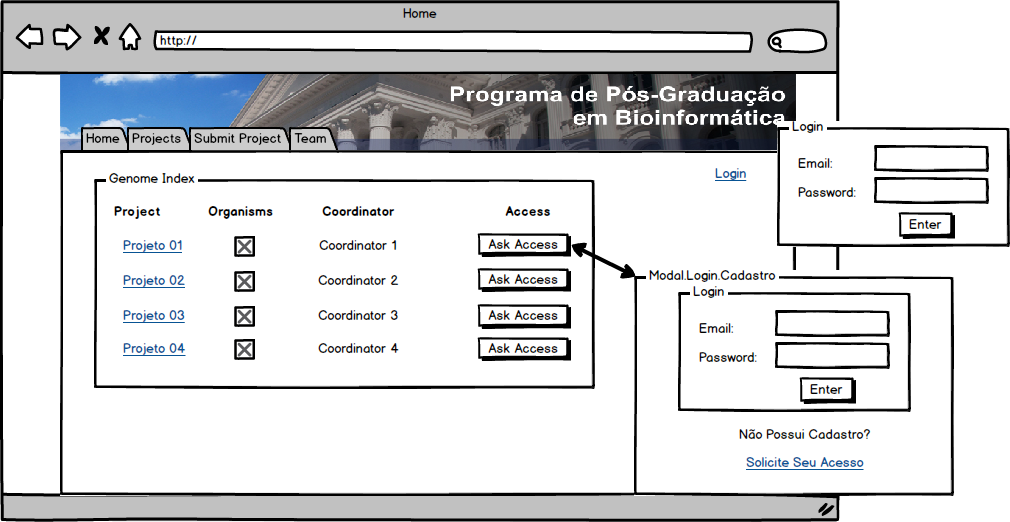 Home
http://
Programa de Pós-Graduação
em Bioinformática
Home Projects Submit Project Team
Login
Genome Index
Project Organisms Coordinator Access
Projeto 01 Coordinator 1 Ask Access
Projeto 02 Coordinator 2 Ask Access
Projeto 03 Coordinator 3 Ask Access
Projeto 04 Coordinator 4 Ask Access
Login
Email:
Password:
Enter
Modal.Login.Cadastro
Login
Email:
Password:
Enter
Não Possui Cadastro?
Solicite Seu Acesso